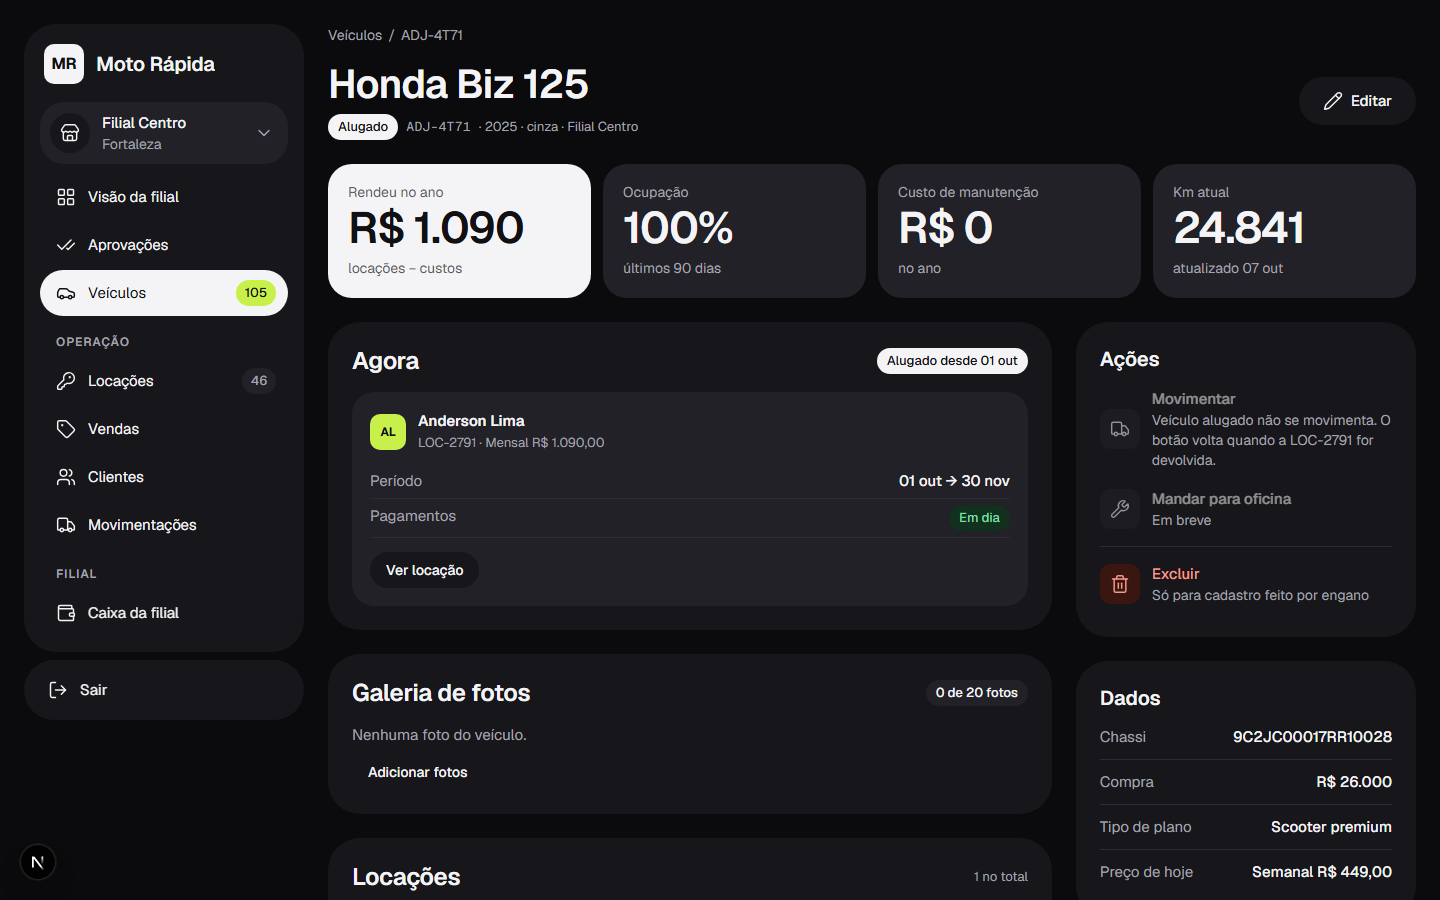 MR
Moto Rápida
Filial Centro
Fortaleza
Visão da filial
Aprovações
Veículos
105
OPERAÇÃO
Locações
46
Vendas
Clientes
Movimentações
FILIAL
Caixa da filial
Sair
N
Veículos / ADJ-4T71
Honda Biz 125
Alugado
ADJ-4T71 · 2025 · cinza · Filial Centro
Editar
Rendeu no ano
R$ 1.090
locações – custos
Ocupação
100%
últimos 90 dias
Custo de manutenção
R$ 0
no ano
Km atual
24.841
atualizado 07 out
Agora
Alugado desde 01 out
AL
Anderson Lima
LOC-2791 · Mensal R$ 1.090,00
Período
01 out → 30 nov
Pagamentos
Em dia
Ver locação
Galeria de fotos
0 de 20 fotos
Nenhuma foto do veículo.
Adicionar fotos
Locações
1 no total
Ações
Movimentar
Veículo alugado não se movimenta. O
botão volta quando a LOC-2791 for
devolvida.
Mandar para oficina
Em breve
Excluir
Só para cadastro feito por engano
Dados
Chassi
9C2JC00017RR10028
Compra
R$ 26.000
Tipo de plano
Scooter premium
Preço de hoje
Semanal R$ 449,00